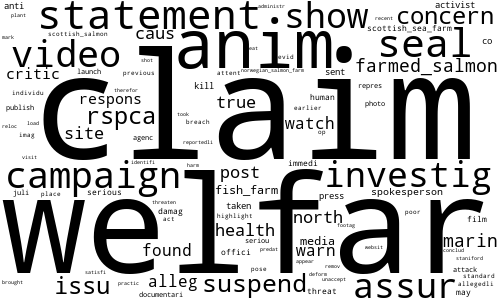 anti plant statement show administr activist concern
mark scottish_salmon caus anim recent scottish_sea_farm
video shot eat evid seal co
critic launch previous attent norwegian_salmon_farm sent farmed_salmon
individu therefor kill repres
publish respons true human photo
claim
reloc load rspca took earlier
imag site agenc breach watch op
visit reportedli
identifi harm immedi
campaign post investig
juli place serious fish_farm press spokesperson
welfar
threaten taken north poor film
damag highlight footag
act health media marin
found seriou warn websit conclud
offici predat appear staniford
satisfi pose remov attack
issu alleg suspend deform unaccept standard
brought practic threat assur allegedli
documentari may